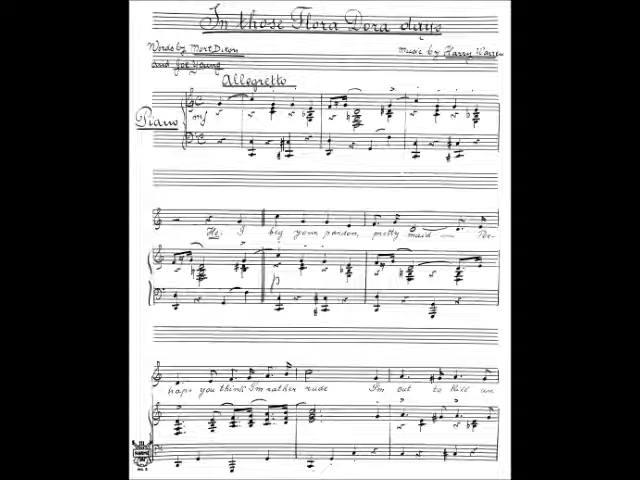 In those Flora Dora days
Words by Mort Dixon
and Joe Young
Music by Harry Warren
Allegretto
Piano
mf
He: I beg your pardon, pretty maid — Per-
p
haps you think I'm rather rude I'm out to kill